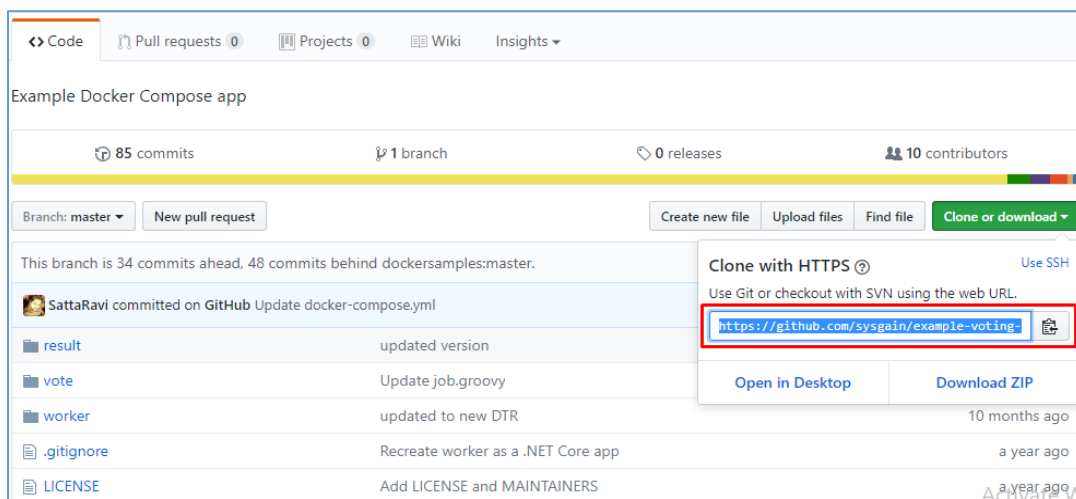 Code Pull requests 0 Projects 0 Wiki Insights
Example Docker Compose app
85 commits 1 branch 0 releases 10 contributors
Branch: master New pull request Create new file Upload files Find file Clone or download
This branch is 34 commits ahead, 48 commits behind dockersamples:master.
SattaRavi committed on GitHub Update docker-compose.yml
Clone with HTTPS Use SSH
Use Git or checkout with SVN using the web URL.
https://github.com/sysgain/example-voting-
Open in Desktop Download ZIP
result updated version
vote Update job.groovy
worker updated to new DTR 10 months ago
.gitignore Recreate worker as a .NET Core app a year ago
LICENSE Add LICENSE and MAINTAINERS a year ago